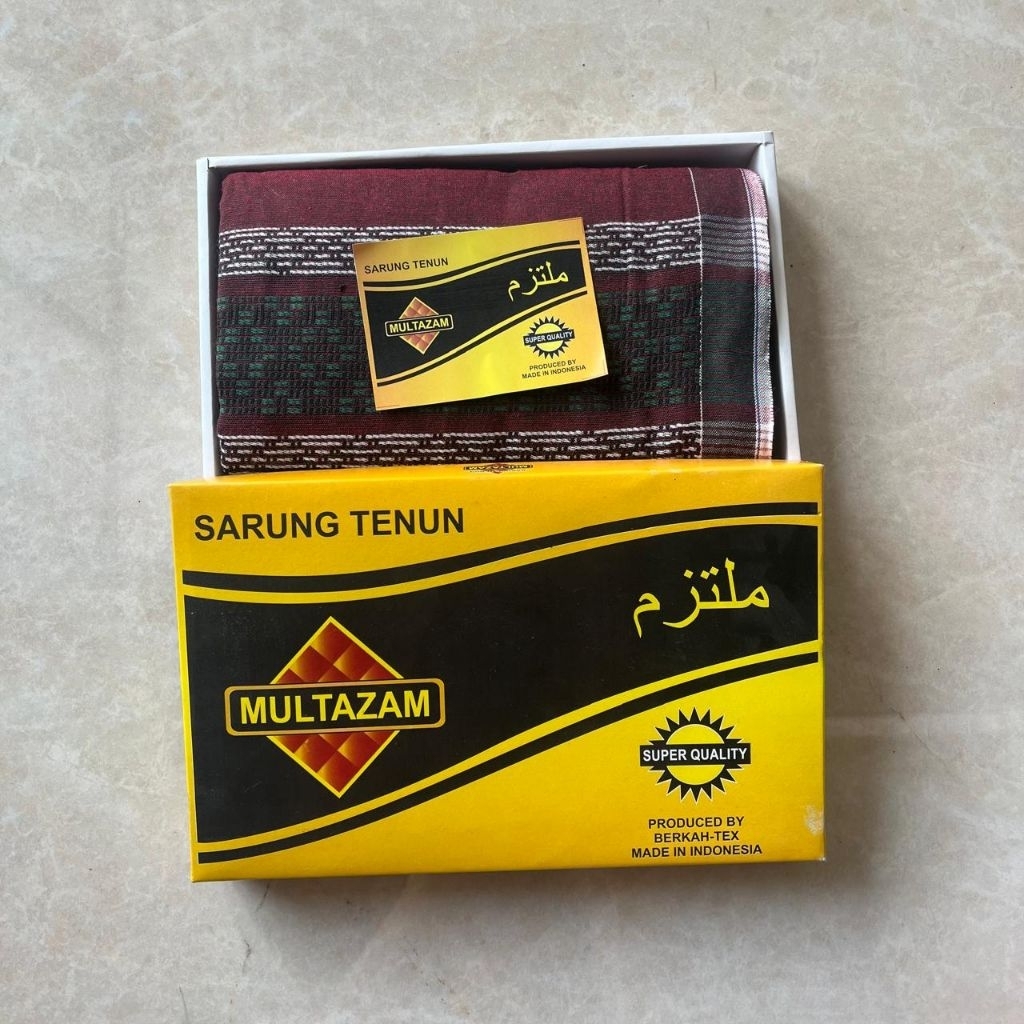 SARUNG TENUN
ملتزم
MULTAZAM
SUPER QUALITY
PRODUCED BY
MADE IN INDONESIA
SARUNG TENUN
ملتزم
MULTAZAM
SUPER QUALITY
PRODUCED BY
BERKAH-TEX
MADE IN INDONESIA